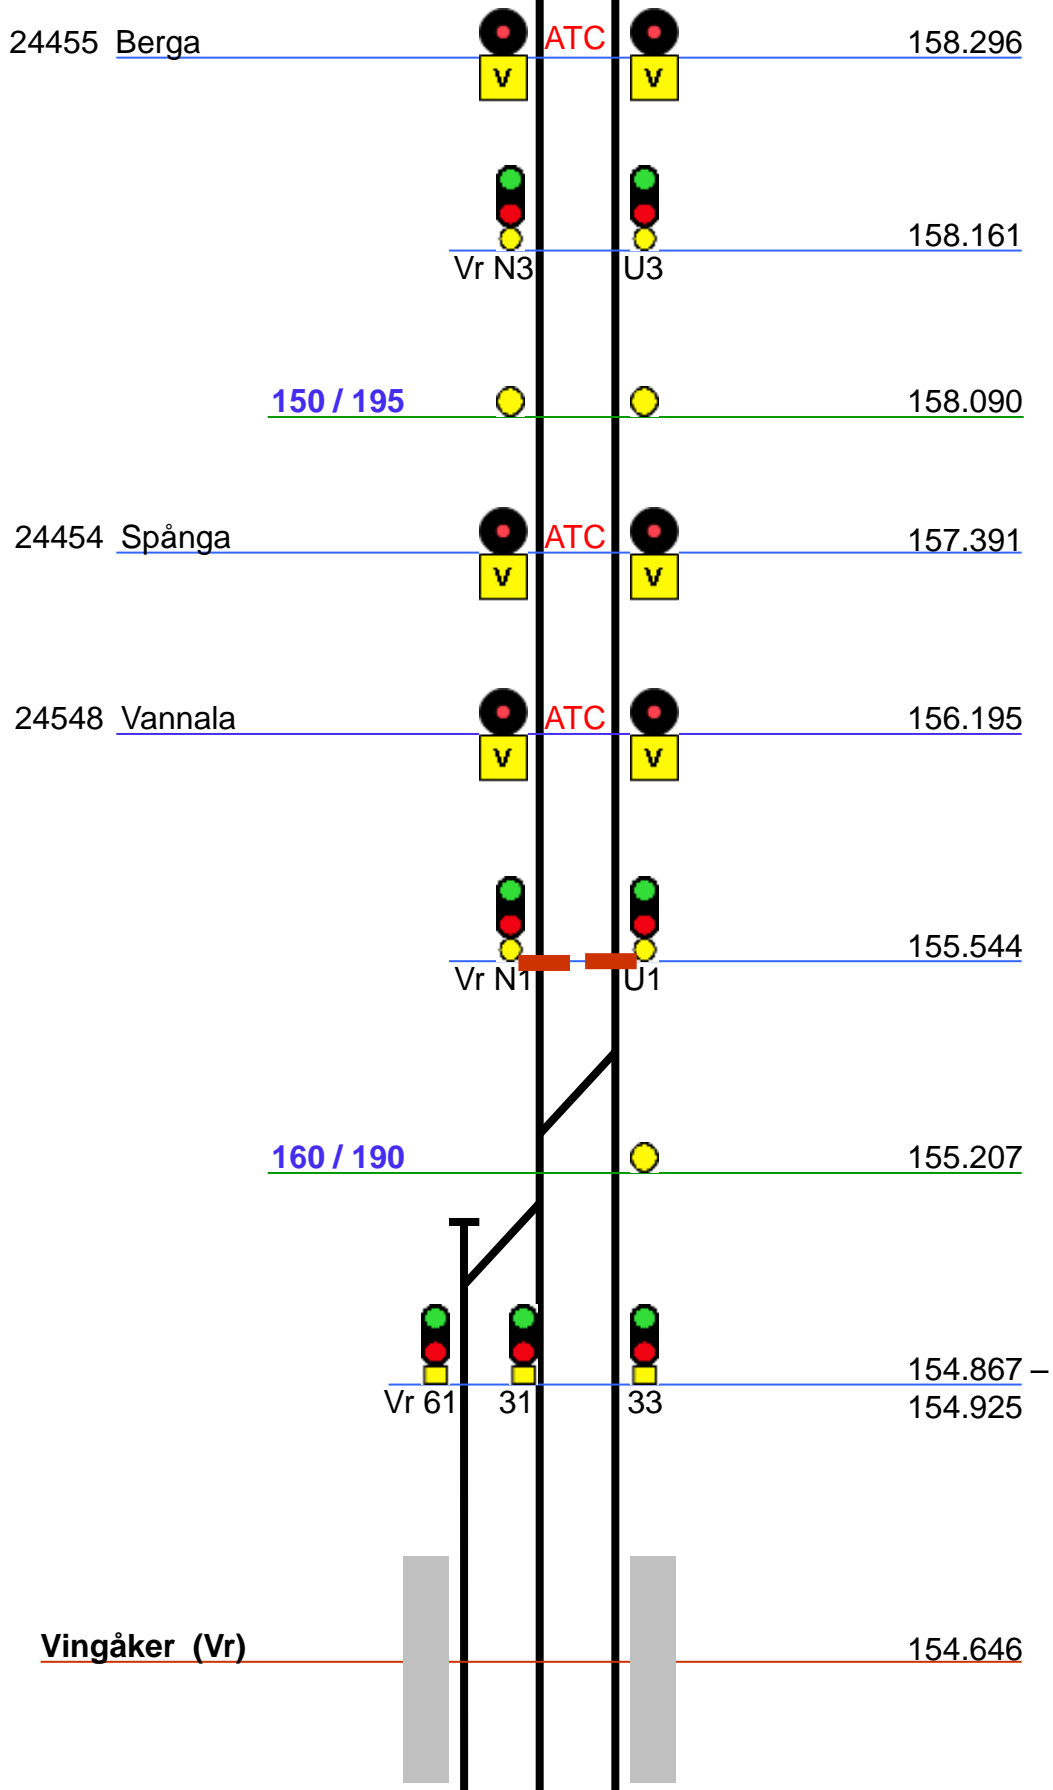 24455 Berga ATC 158.296
V V
158.161
Vr N3 U3
150 / 195 158.090
24454 Spånga ATC 157.391
V V
24548 Vannala ATC 156.195
V V
155.544
Vr N1 U1
160 / 190 155.207
154.867 –
Vr 61 31 33 154.925
Vingåker (Vr) 154.646